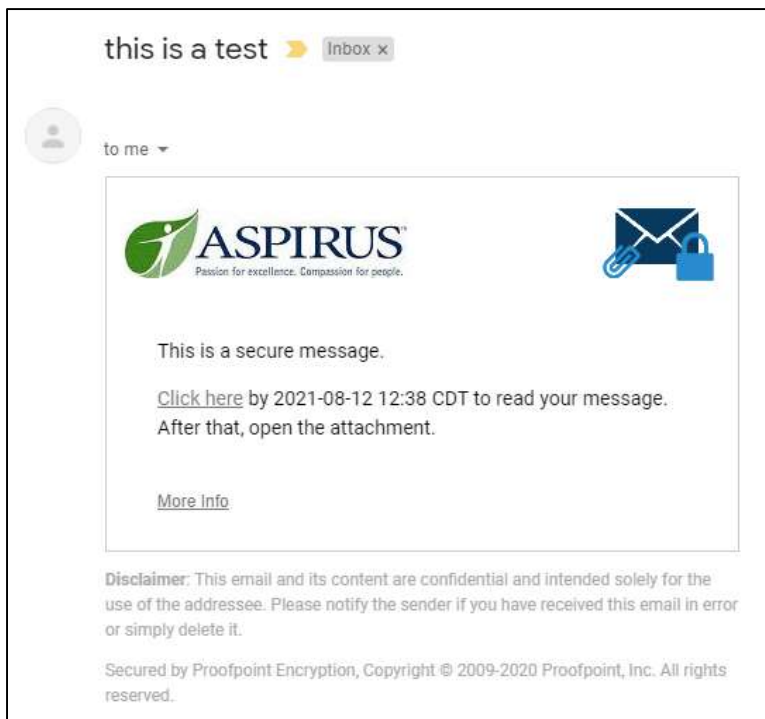 this is a test
Inbox x
to me
ASPIRUS™
Passion for excellence. Compassion for people.
This is a secure message.
Click here by 2021-08-12 12:38 CDT to read your message.
After that, open the attachment.
More Info
Disclaimer: This email and its content are confidential and intended solely for the
use of the addressee. Please notify the sender if you have received this email in error
or simply delete it.
Secured by Proofpoint Encryption, Copyright © 2009-2020 Proofpoint, Inc. All rights
reserved.